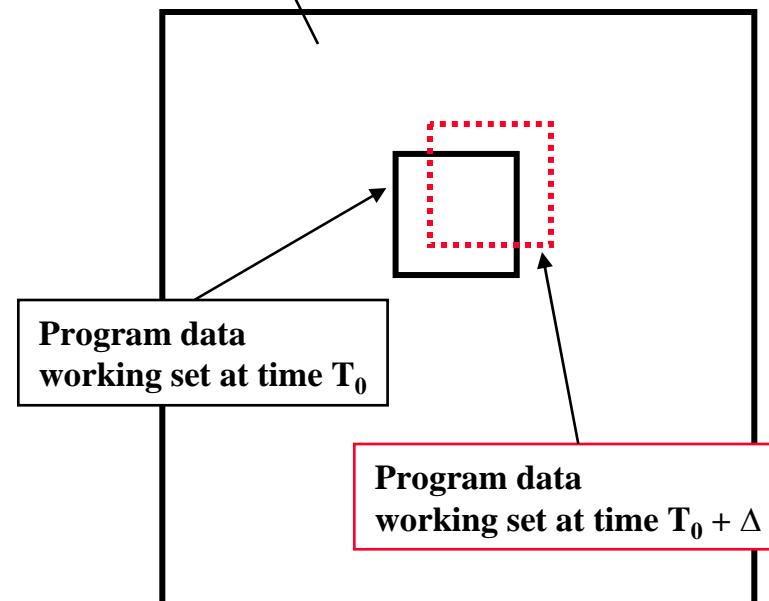 Program data
working set at time T₀
Program data
working set at time T₀ + Δ